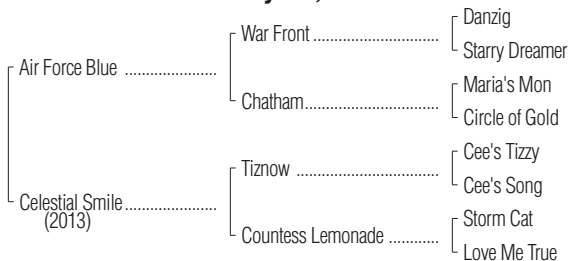 Danzig
War Front
Starry Dreamer
Air Force Blue
Maria's Mon
Chatham
Circle of Gold
Cee's Tizzy
Tiznow
Cee's Song
Celestial Smile
(2013)
Storm Cat
Countess Lemonade
Love Me True